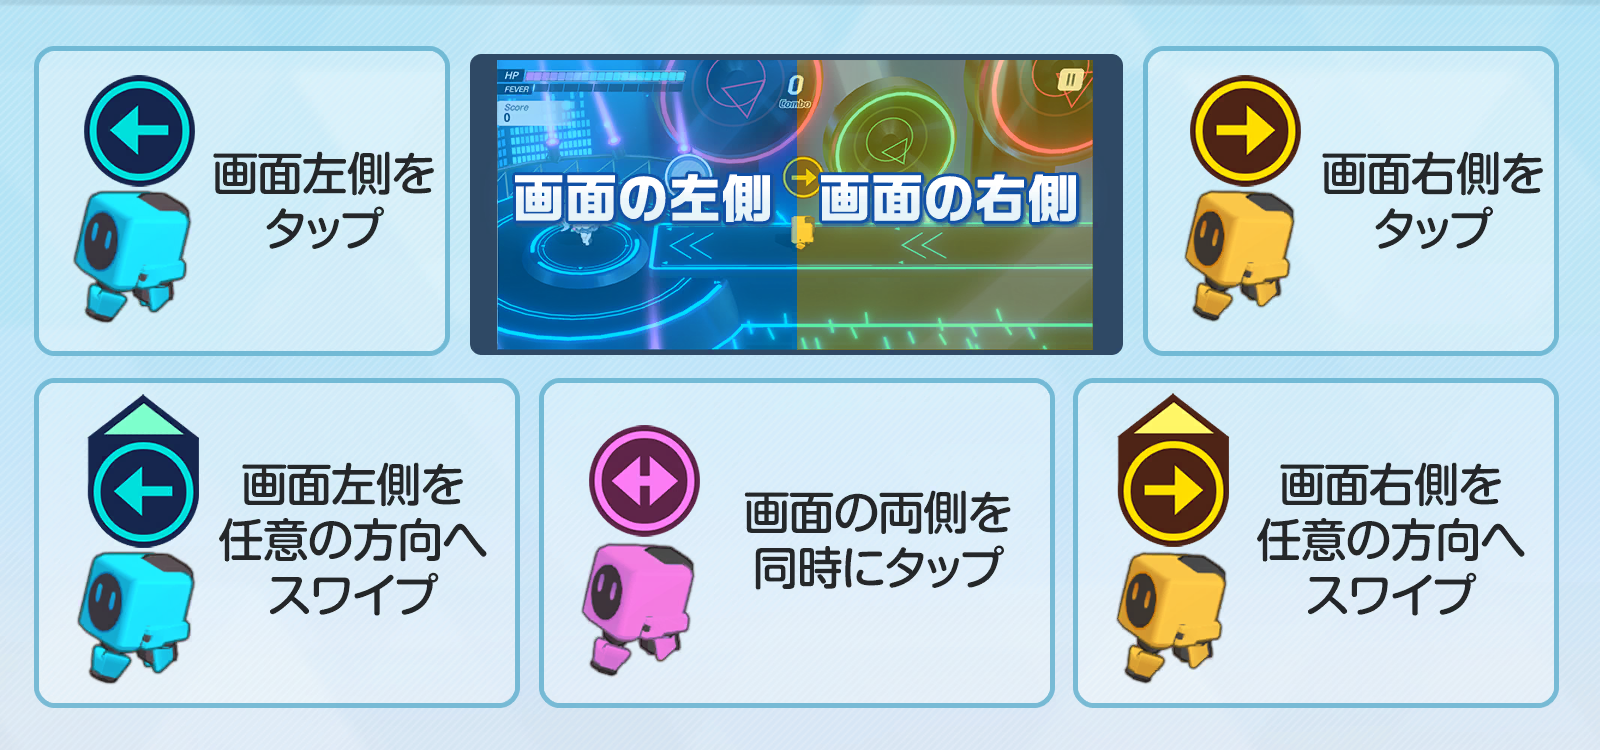 画面左側を
タップ
HP
FEVER
Score
0
0
Combo
画面の左側
画面の右側
画面右側を
タップ
画面左側を
任意の方向へ
スワイプ
画面の両側を
同時にタップ
画面右側を
任意の方向へ
スワイプ